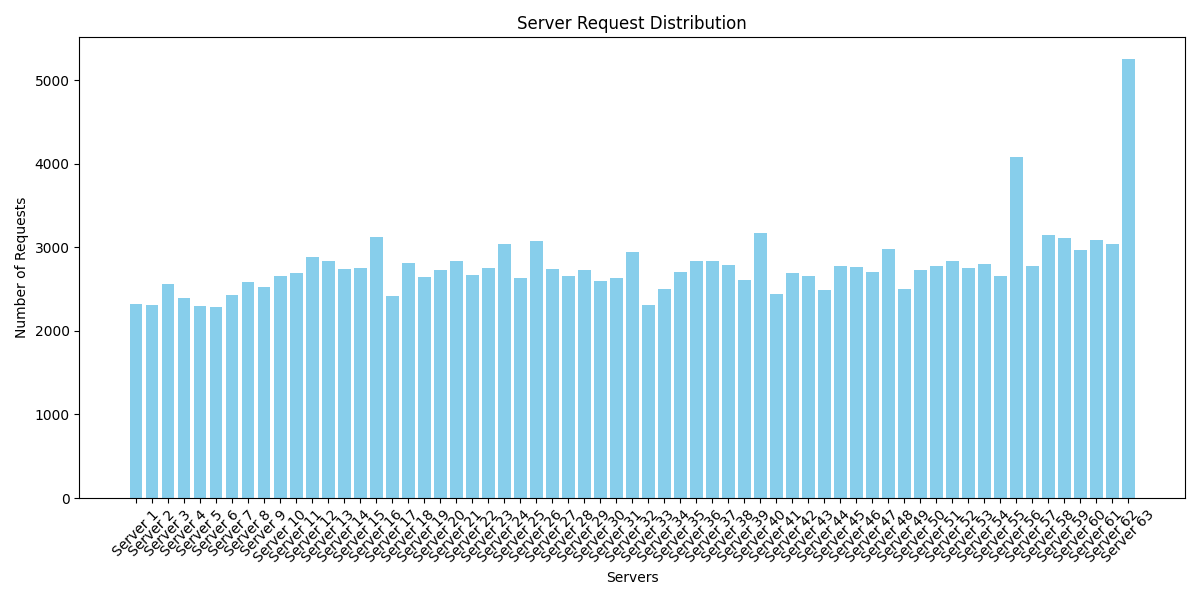 Server Request Distribution
Number of Requests
5000
4000
3000
2000
1000
0
Server 1
Server 2
Server 3
Server 4
Server 5
Server 6
Server 7
Server 8
Server 9
Server 10
Server 11
Server 12
Server 13
Server 14
Server 15
Server 16
Server 17
Server 18
Server 19
Server 20
Server 21
Server 22
Server 23
Server 24
Server 25
Server 26
Server 27
Server 28
Server 29
Server 30
Server 31
Server 32
Server 33
Server 34
Server 35
Server 36
Server 37
Server 38
Server 39
Server 40
Server 41
Server 42
Server 43
Server 44
Server 45
Server 46
Server 47
Server 48
Server 49
Server 50
Server 51
Server 52
Server 53
Server 54
Server 55
Server 56
Server 57
Server 58
Server 59
Server 60
Server 61
Server 62
Server 63
Servers